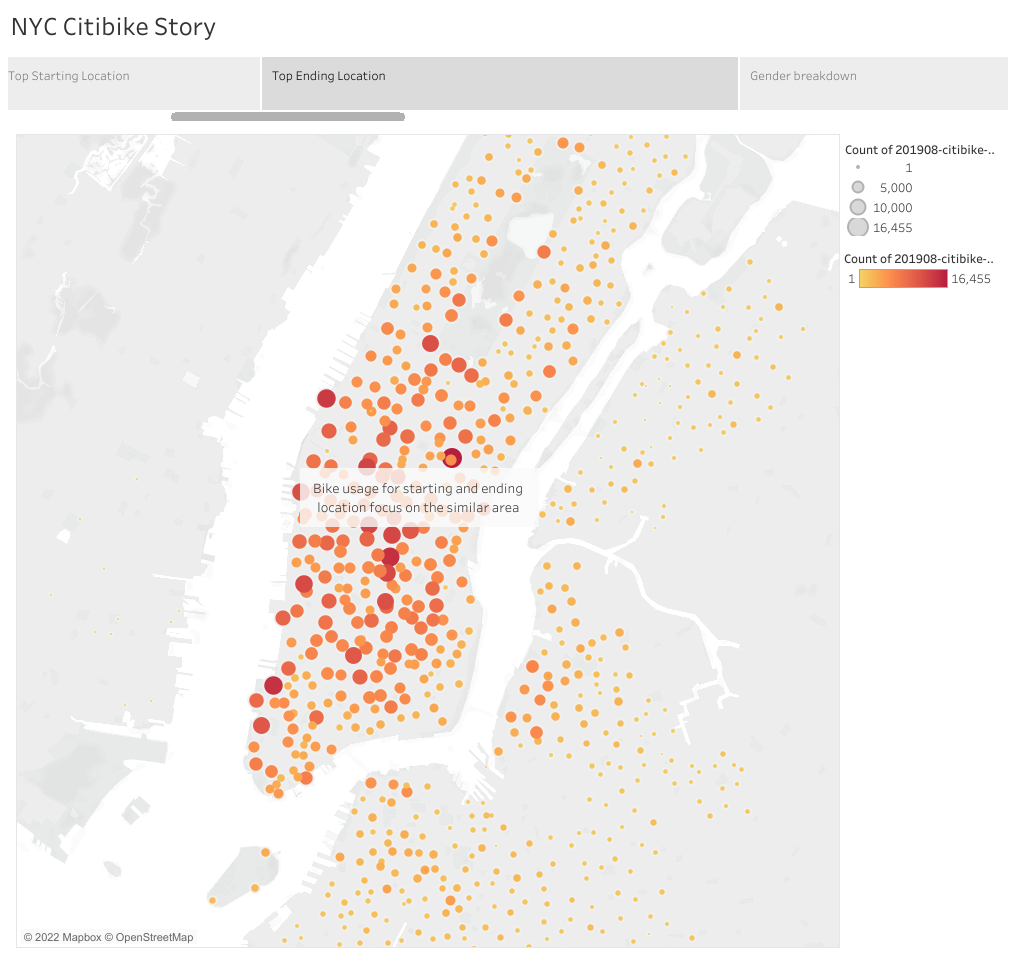 NYC Citibike Story
Top Starting Location
Top Ending Location
Gender breakdown
Count of 201908-citibike-..
1
5,000
10,000
16,455
Count of 201908-citibike-..
1 16,455
Bike usage for starting and ending
location focus on the similar area
© 2022 Mapbox © OpenStreetMap